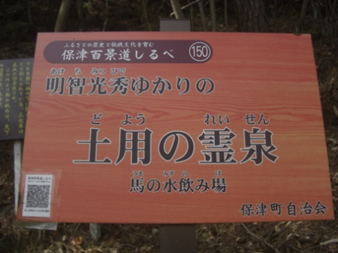 ふるさとの歴史と伝統文化を育む
保津百景道しるべ
150
あけちみつひで
明智光秀ゆかりの
どようれいせん
土用の霊泉
うまみずのば
馬の水飲み場
保津町自治会